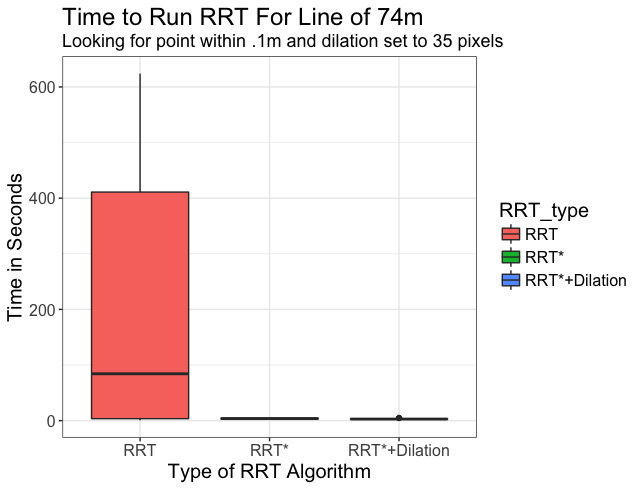 Time to Run RRT For Line of 74m
Looking for point within .1m and dilation set to 35 pixels
Time in Seconds
600
400
200
0
RRT
RRT*
RRT*+Dilation
Type of RRT Algorithm
RRT_type
RRT
RRT*
RRT*+Dilation